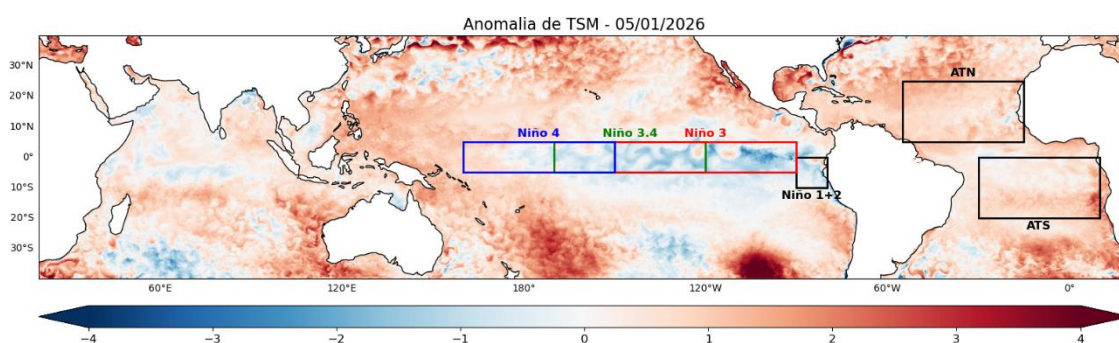 Anomalia de TSM - 05/01/2026
30°N
20°N
10°N
0°
10°S
20°S
30°S
ATN
Niño 4
Niño 3.4
Niño 3
Niño 1+2
ATS
60°E
120°E
180°
120°W
60°W
0°
−4
−3
−2
−1
0
1
2
3
4